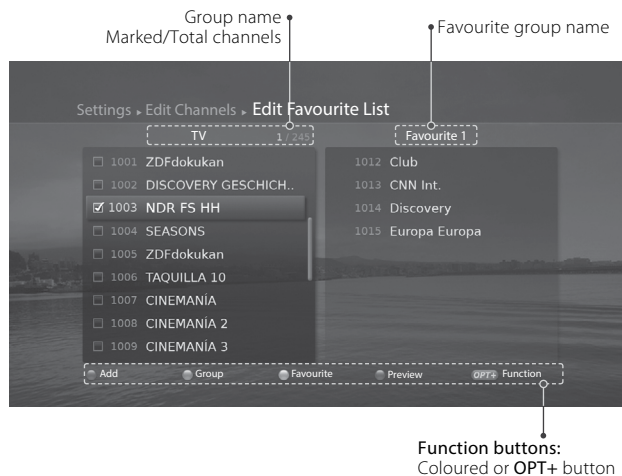 Group name
Marked/Total channels
Favourite group name
Settings ▸ Edit Channels ▸ Edit Favourite List
TV 1 / 245
Favourite 1
1001 ZDFdokukan
1002 DISCOVERY GESCHICH..
1003 NDR FS HH
1004 SEASONS
1005 ZDFdokukan
1006 TAQUILLA 10
1007 CINEMANÍA
1008 CINEMANÍA 2
1009 CINEMANÍA 3
1012 Club
1013 CNN Int.
1014 Discovery
1015 Europa Europa
Add Group Favourite Preview OPT+ Function
Function buttons:
Coloured or OPT+ button